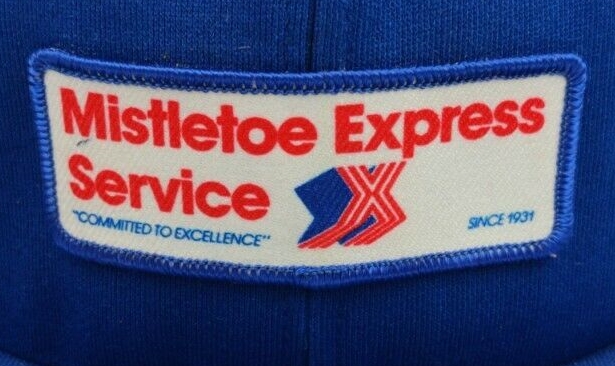 Mistletoe Express
Service
"COMMITTED TO EXCELLENCE"
SINCE 1931